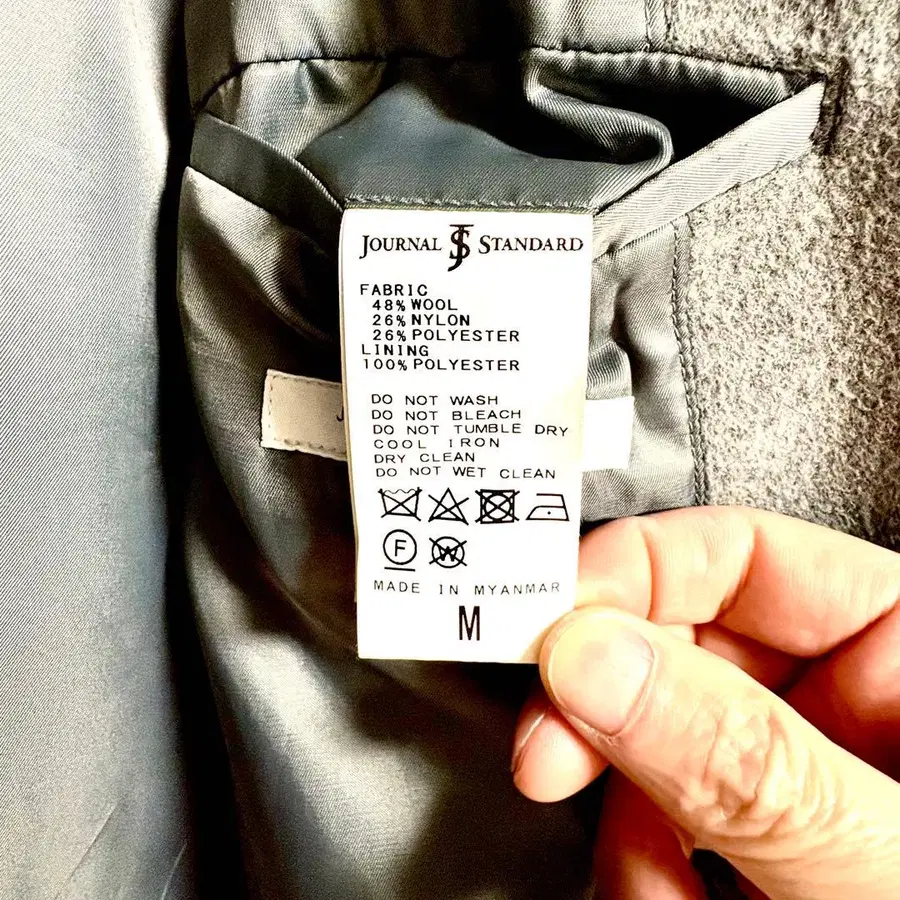 JOURNAL JS STANDARD
FABRIC
48% WOOL
26% NYLON
26% POLYESTER
LINING
100% POLYESTER
DO NOT WASH
DO NOT BLEACH
DO NOT TUMBLE DRY
COOL IRON
DRY CLEAN
DO NOT WET CLEAN
F W
MADE IN MYANMAR
M